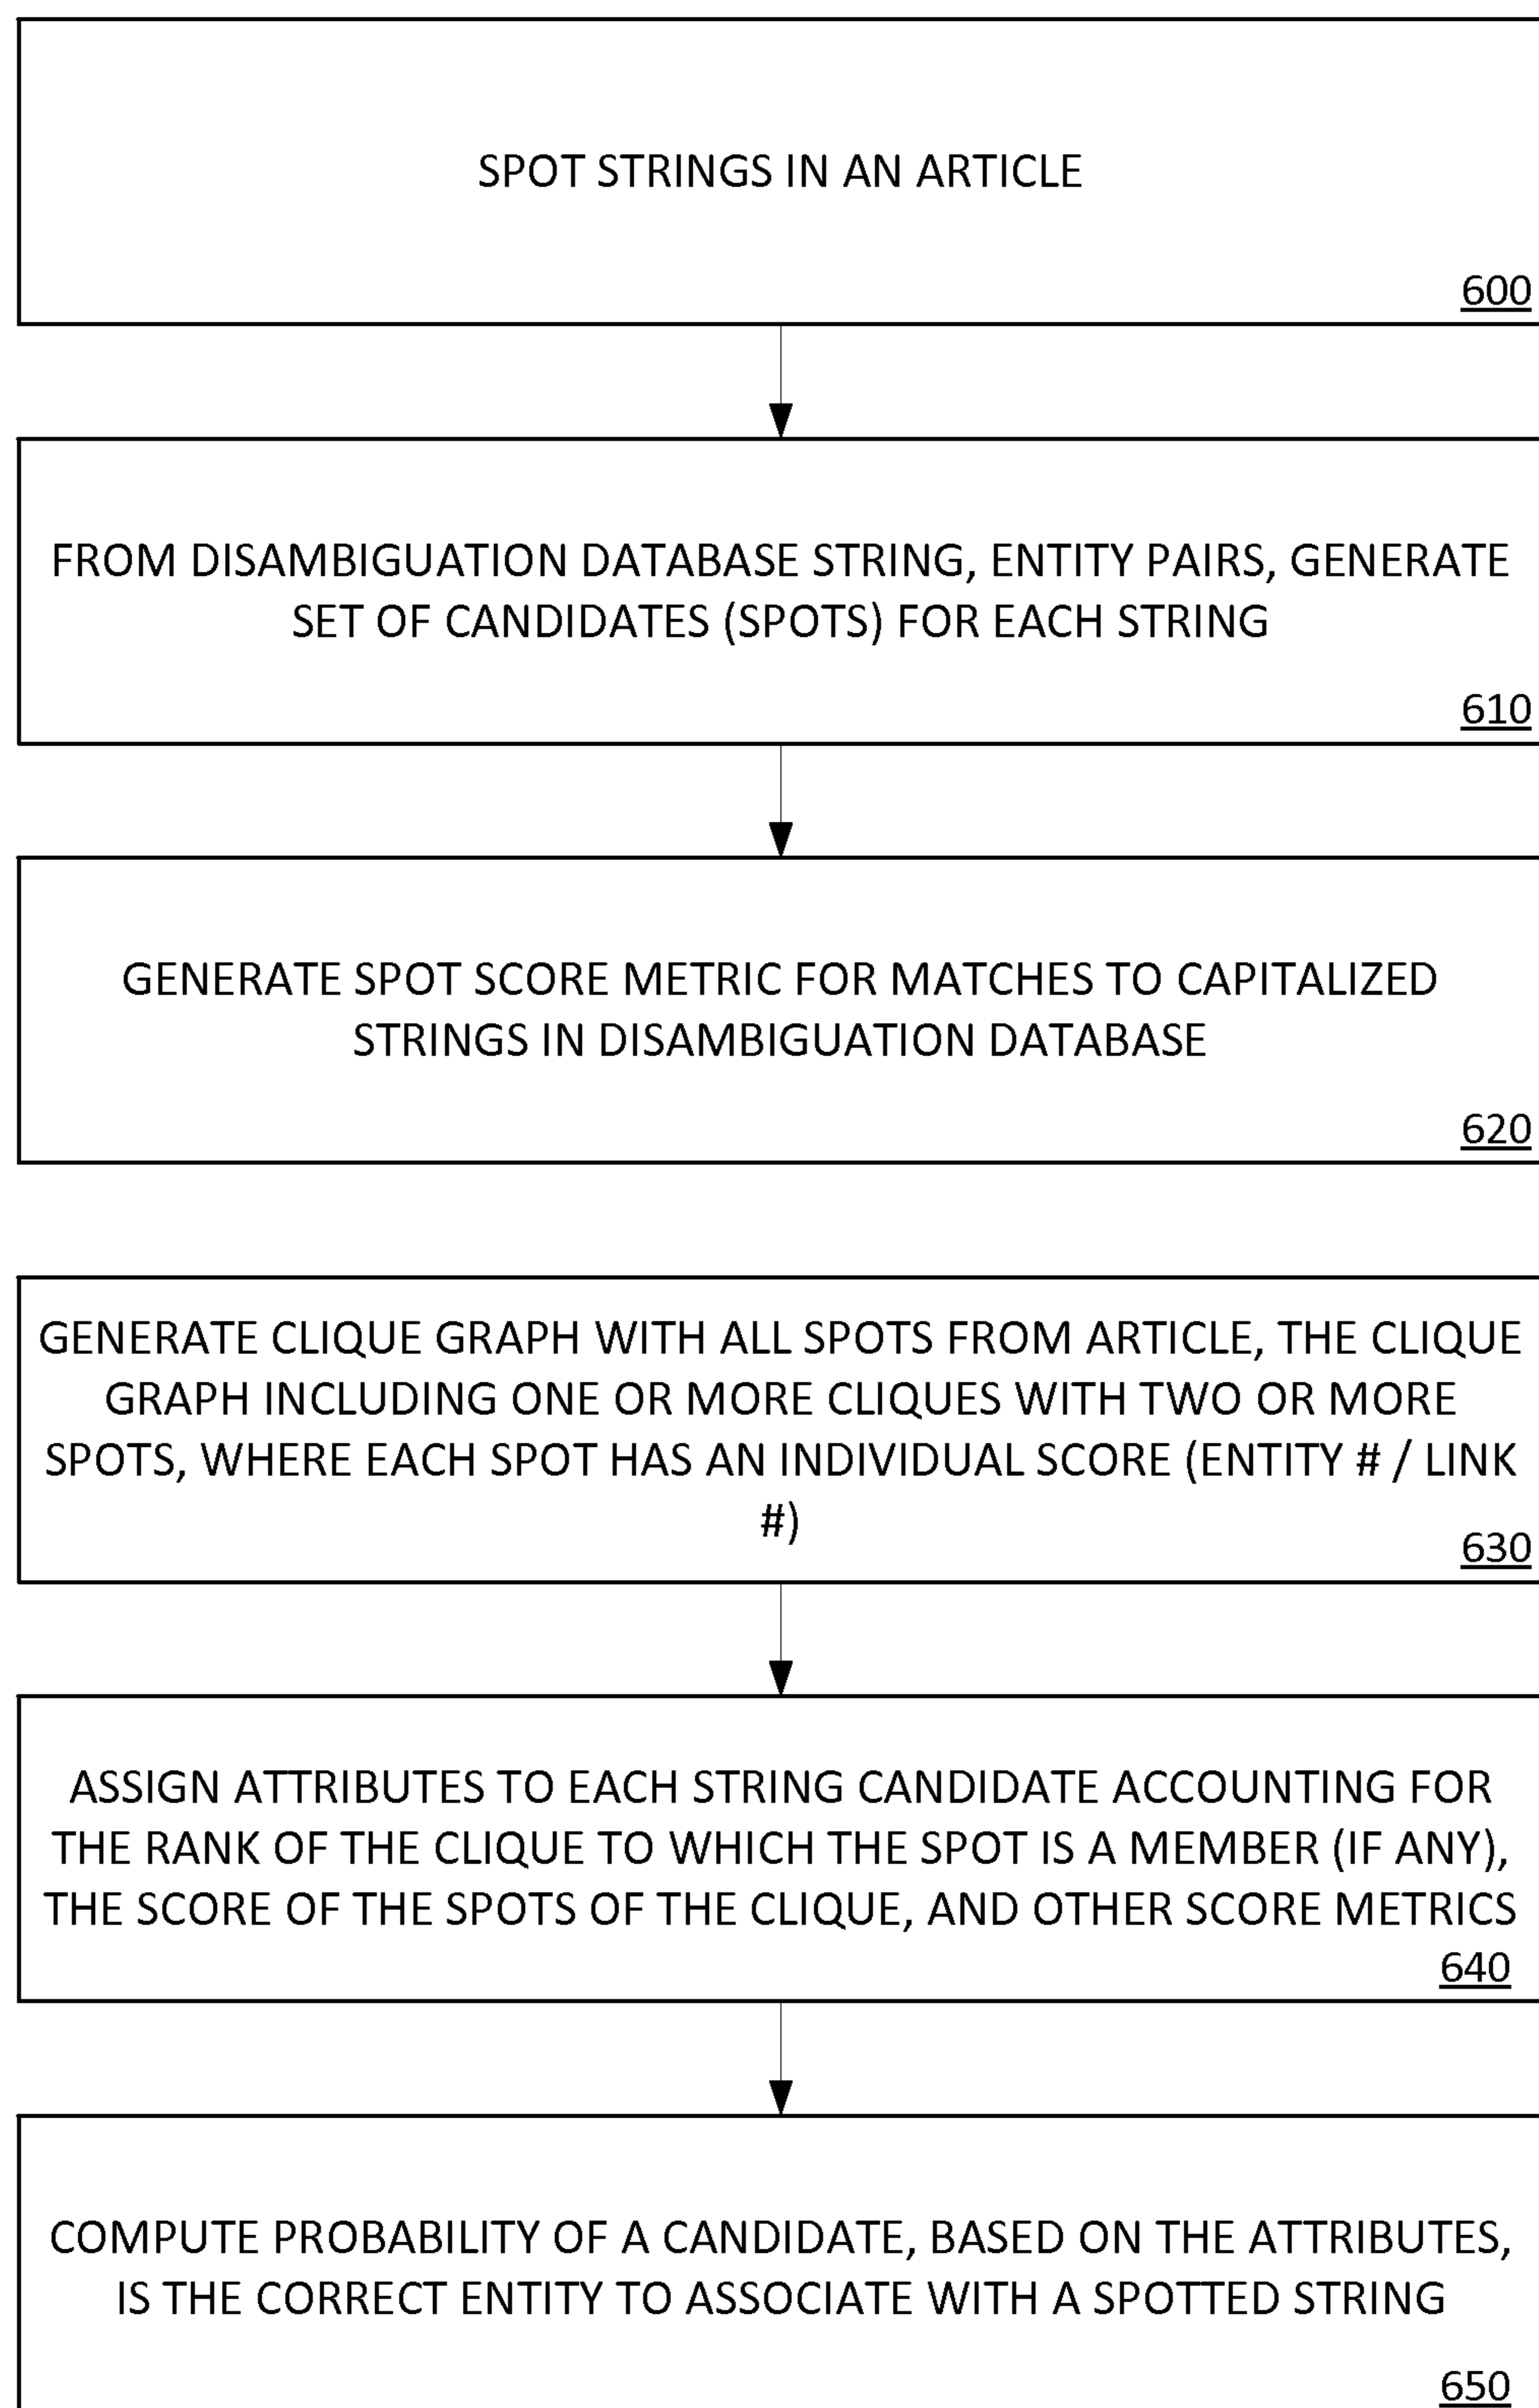 SPOT STRINGS IN AN ARTICLE
600
FROM DISAMBIGUATION DATABASE STRING, ENTITY PAIRS, GENERATE
SET OF CANDIDATES (SPOTS) FOR EACH STRING
610
GENERATE SPOT SCORE METRIC FOR MATCHES TO CAPITALIZED
STRINGS IN DISAMBIGUATION DATABASE
620
GENERATE CLIQUE GRAPH WITH ALL SPOTS FROM ARTICLE, THE CLIQUE
GRAPH INCLUDING ONE OR MORE CLIQUES WITH TWO OR MORE
SPOTS, WHERE EACH SPOT HAS AN INDIVIDUAL SCORE (ENTITY # / LINK
#)
630
ASSIGN ATTRIBUTES TO EACH STRING CANDIDATE ACCOUNTING FOR
THE RANK OF THE CLIQUE TO WHICH THE SPOT IS A MEMBER (IF ANY),
THE SCORE OF THE SPOTS OF THE CLIQUE, AND OTHER SCORE METRICS
640
COMPUTE PROBABILITY OF A CANDIDATE, BASED ON THE ATTRIBUTES,
IS THE CORRECT ENTITY TO ASSOCIATE WITH A SPOTTED STRING
650